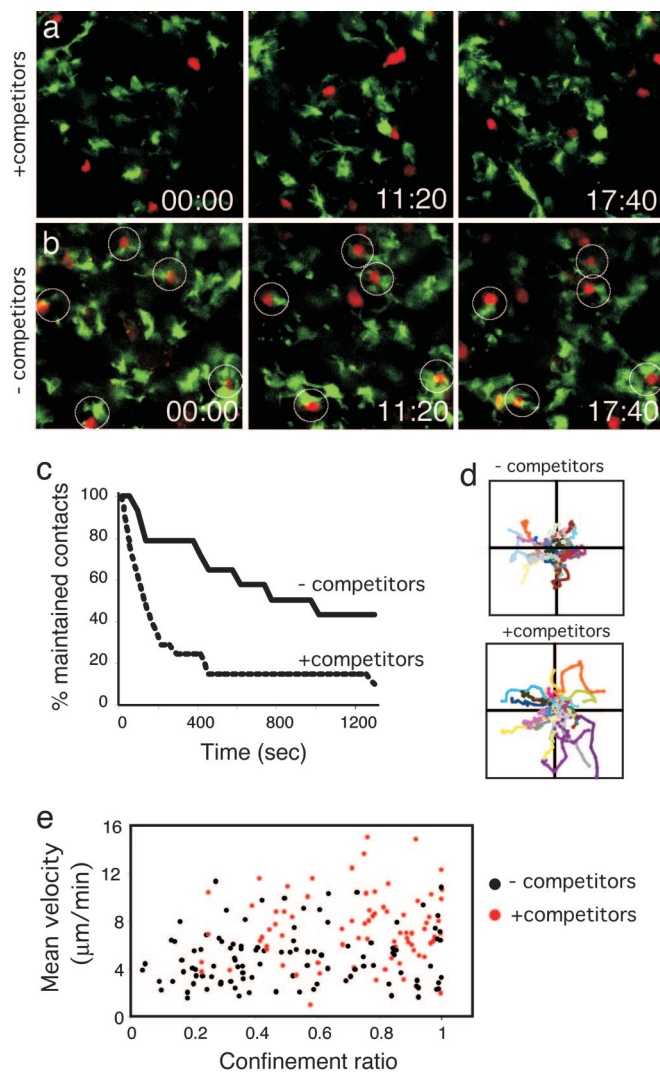 a
+competitors
00:00
11:20
17:40
b
- competitors
00:00
11:20
17:40
c
% maintained contacts
100
80
60
40
20
0
- competitors
+competitors
0
400
800
1200
Time (sec)
d
- competitors
+competitors
e
Mean velocity
(µm/min)
16
12
8
4
0
0
0.2
0.4
0.6
0.8
1
Confinement ratio
- competitors
+competitors